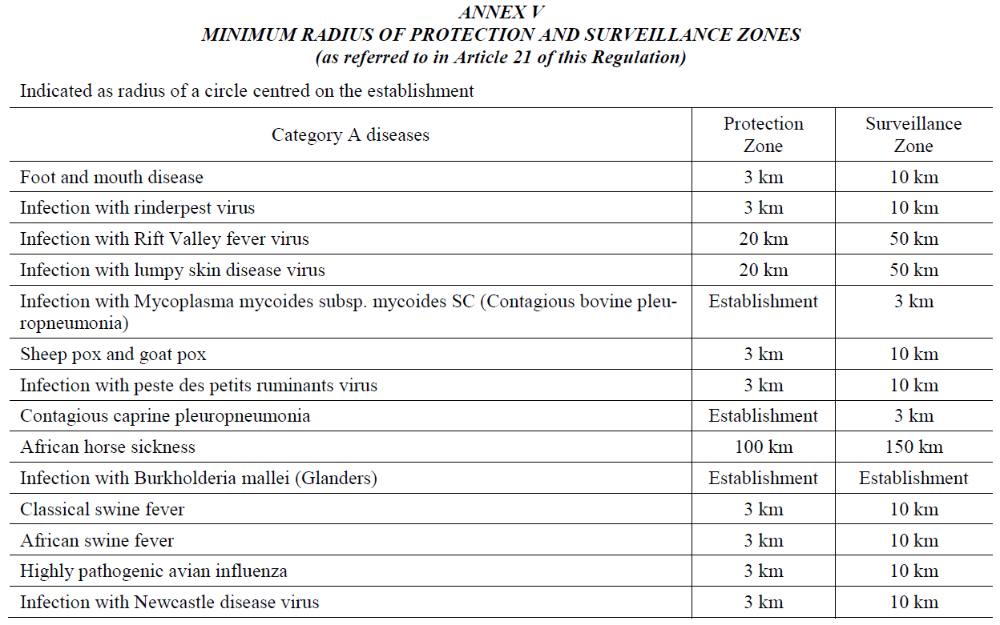 ANNEX V
MINIMUM RADIUS OF PROTECTION AND SURVEILLANCE ZONES
(as referred to in Article 21 of this Regulation)
Indicated as radius of a circle centred on the establishment
Category A diseases Protection Zone Surveillance Zone
Foot and mouth disease 3 km 10 km
Infection with rinderpest virus 3 km 10 km
Infection with Rift Valley fever virus 20 km 50 km
Infection with lumpy skin disease virus 20 km 50 km
Infection with Mycoplasma mycoides subsp. mycoides SC (Contagious bovine pleu- Establishment 3 km
ropneumonia)
Sheep pox and goat pox 3 km 10 km
Infection with peste des petits ruminants virus 3 km 10 km
Contagious caprine pleuropneumonia Establishment 3 km
African horse sickness 100 km 150 km
Infection with Burkholderia mallei (Glanders) Establishment Establishment
Classical swine fever 3 km 10 km
African swine fever 3 km 10 km
Highly pathogenic avian influenza 3 km 10 km
Infection with Newcastle disease virus 3 km 10 km